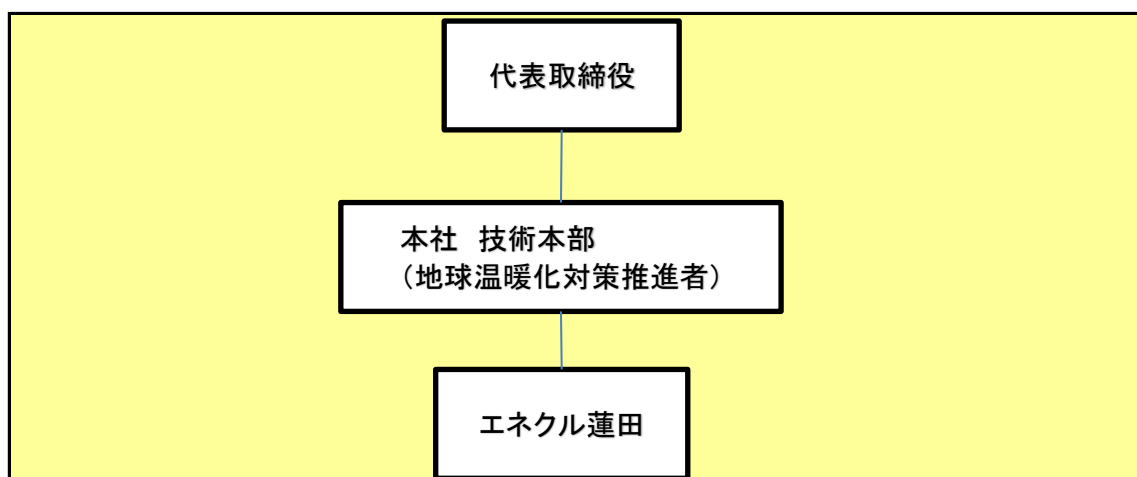 代表取締役
本社　技術本部
（地球温暖化対策推進者）
エネクル蓮田